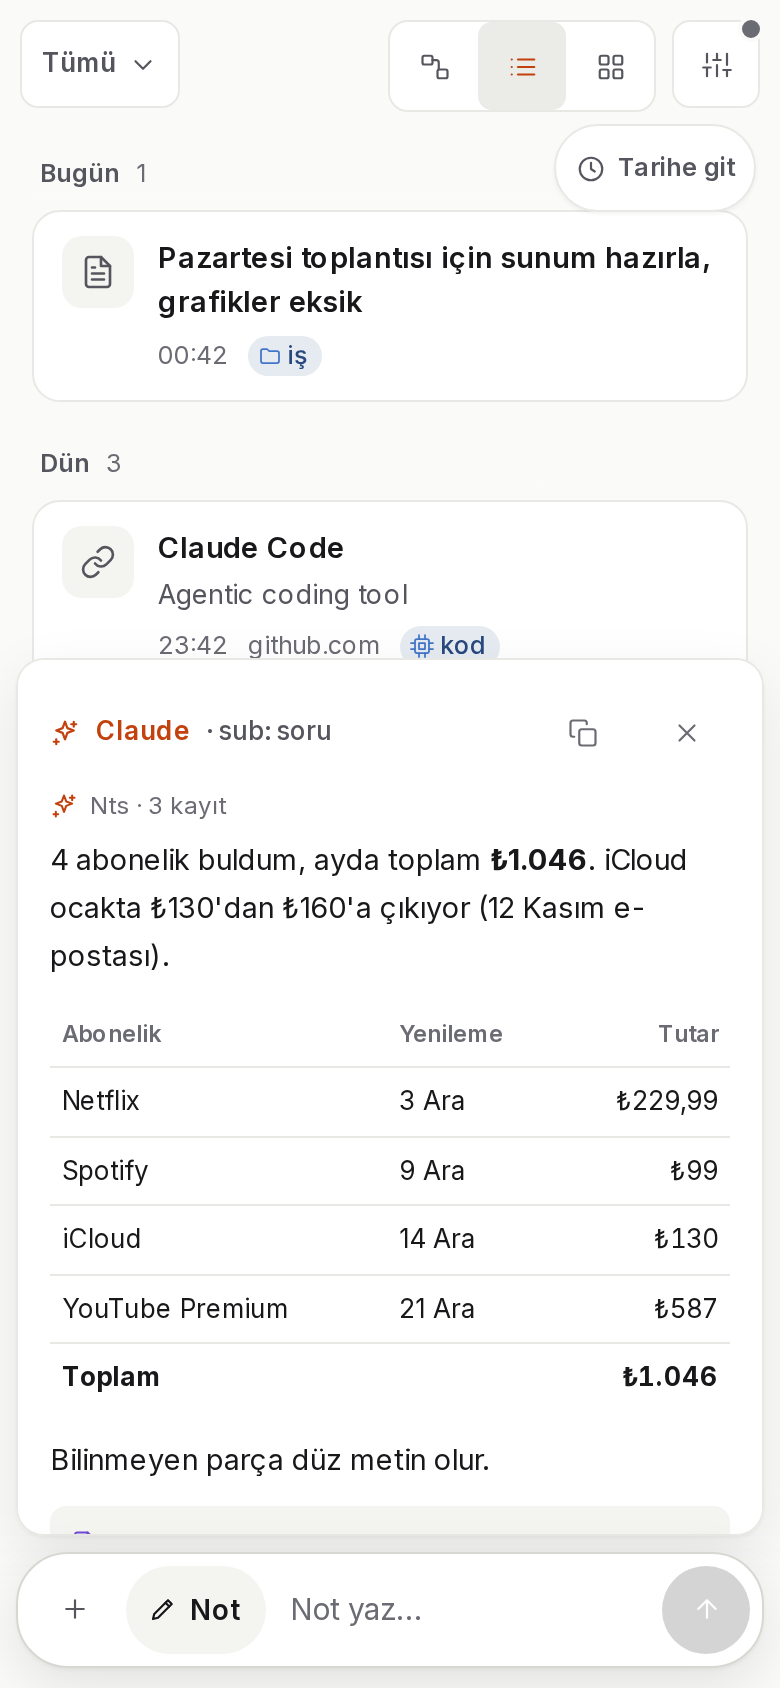 Tümü
Tarihe git
Bugün 1
Pazartesi toplantısı için sunum hazırla,
grafikler eksik
00:42 iş
Dün 3
Claude Code
Agentic coding tool
23:42 github.com kod
Claude · sub: soru
Nts · 3 kayıt
4 abonelik buldum, ayda toplam ₺1.046. iCloud
ocakta ₺130'dan ₺160'a çıkıyor (12 Kasım e-
postası).
Abonelik Yenileme Tutar
Netflix 3 Ara ₺229,99
Spotify 9 Ara ₺99
iCloud 14 Ara ₺130
YouTube Premium 21 Ara ₺587
Toplam ₺1.046
Bilinmeyen parça düz metin olur.
Not Not yaz...